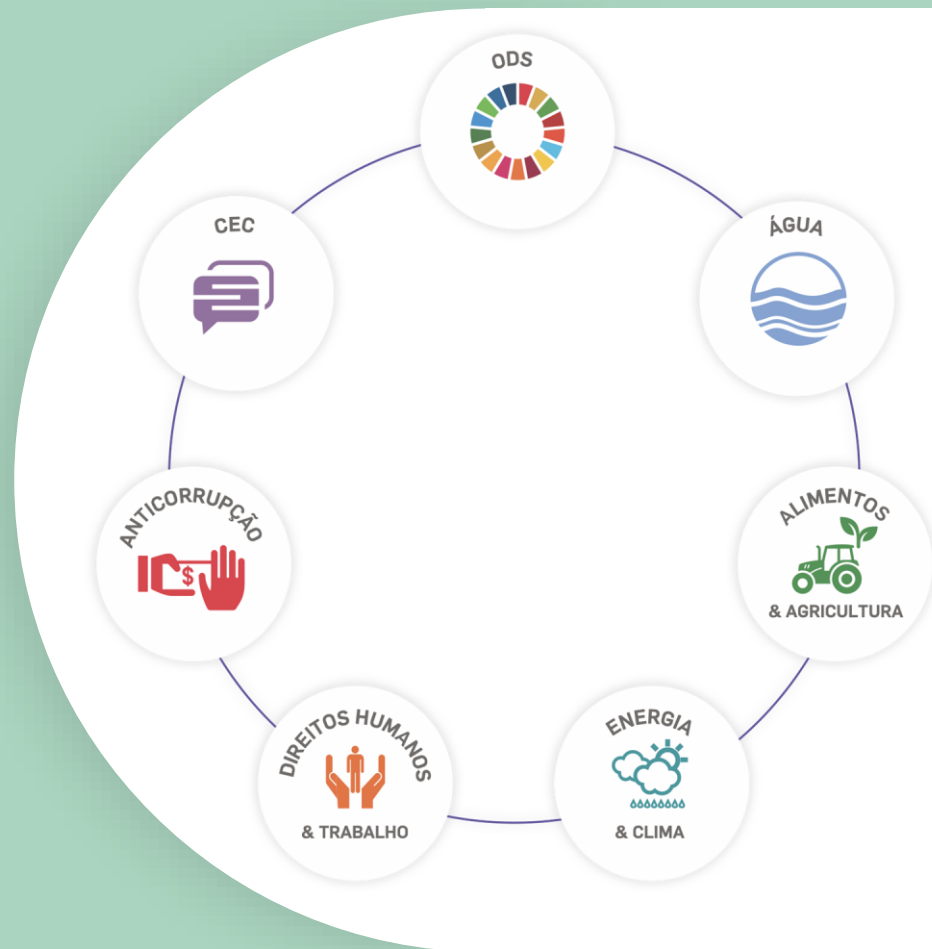 ODS
CEC
ÁGUA
ANTICORRUPÇÃO
$
ALIMENTOS
& AGRICULTURA
DIREITOS HUMANOS
& TRABALHO
ENERGIA
& CLIMA